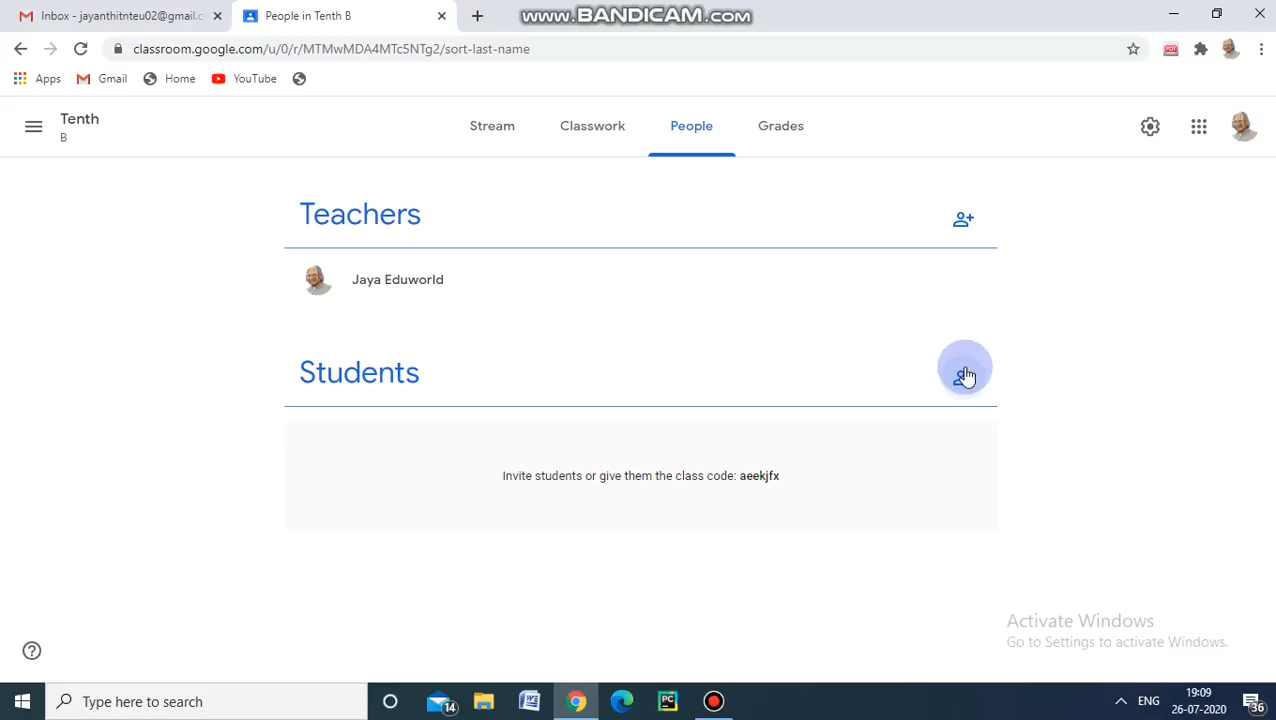 Inbox - jayanthitnteu02@gmail.c
People in Tenth B
www.BANDICAM.com
classroom.google.com/u/0/r/MTMwMDA4MTc5NTg2/sort-last-name
Apps
Gmail
Home
YouTube
Tenth
B
Stream
Classwork
People
Grades
Teachers
Jaya Eduworld
Students
Invite students or give them the class code: aeekjfx
Activate Windows
Go to Settings to activate Windows.
Type here to search
14
ENG
19:09
26-07-2020
36